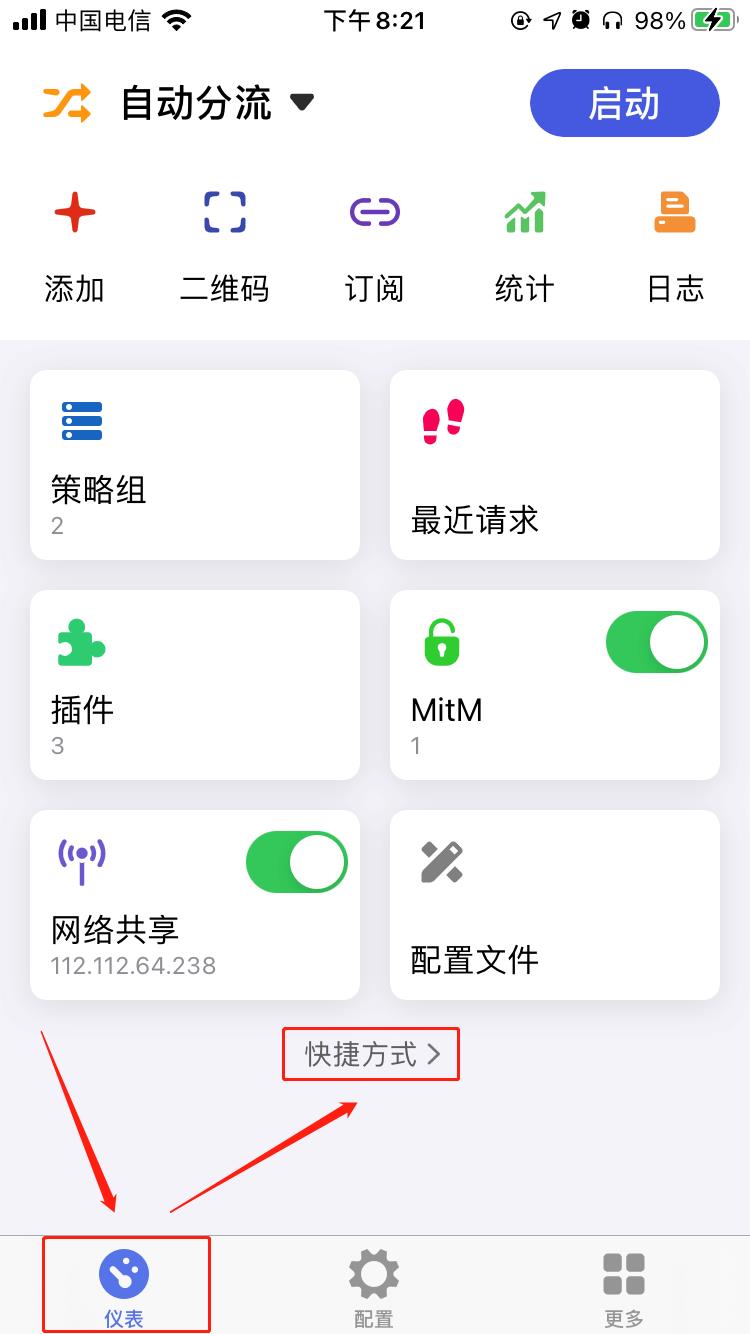 中国电信 下午 8:21 98%
自动分流 启动
添加 二维码 订阅 统计 日志
策略组
2
最近请求
插件
3
MitM
1
网络共享
112.112.64.238
配置文件
快捷方式
仪表 配置 更多